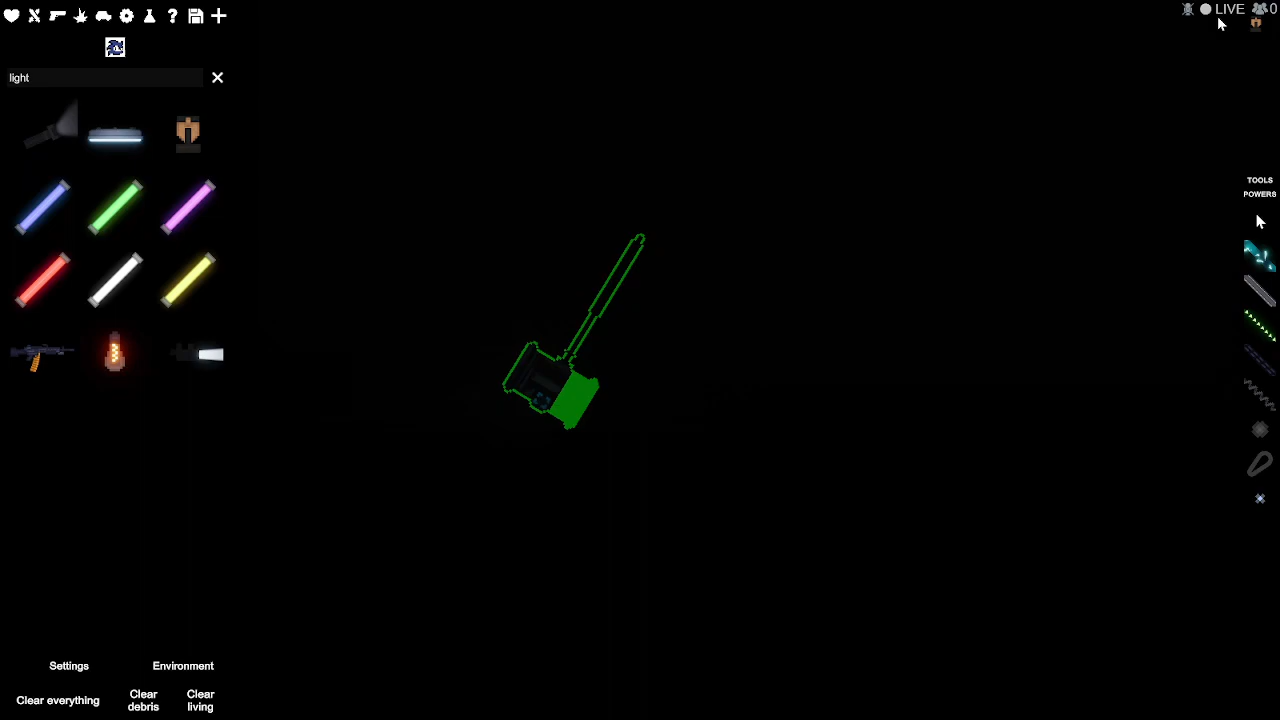 LIVE 0
light
TOOLS
POWERS
Settings
Environment
Clear everything
Clear
debris
Clear
living